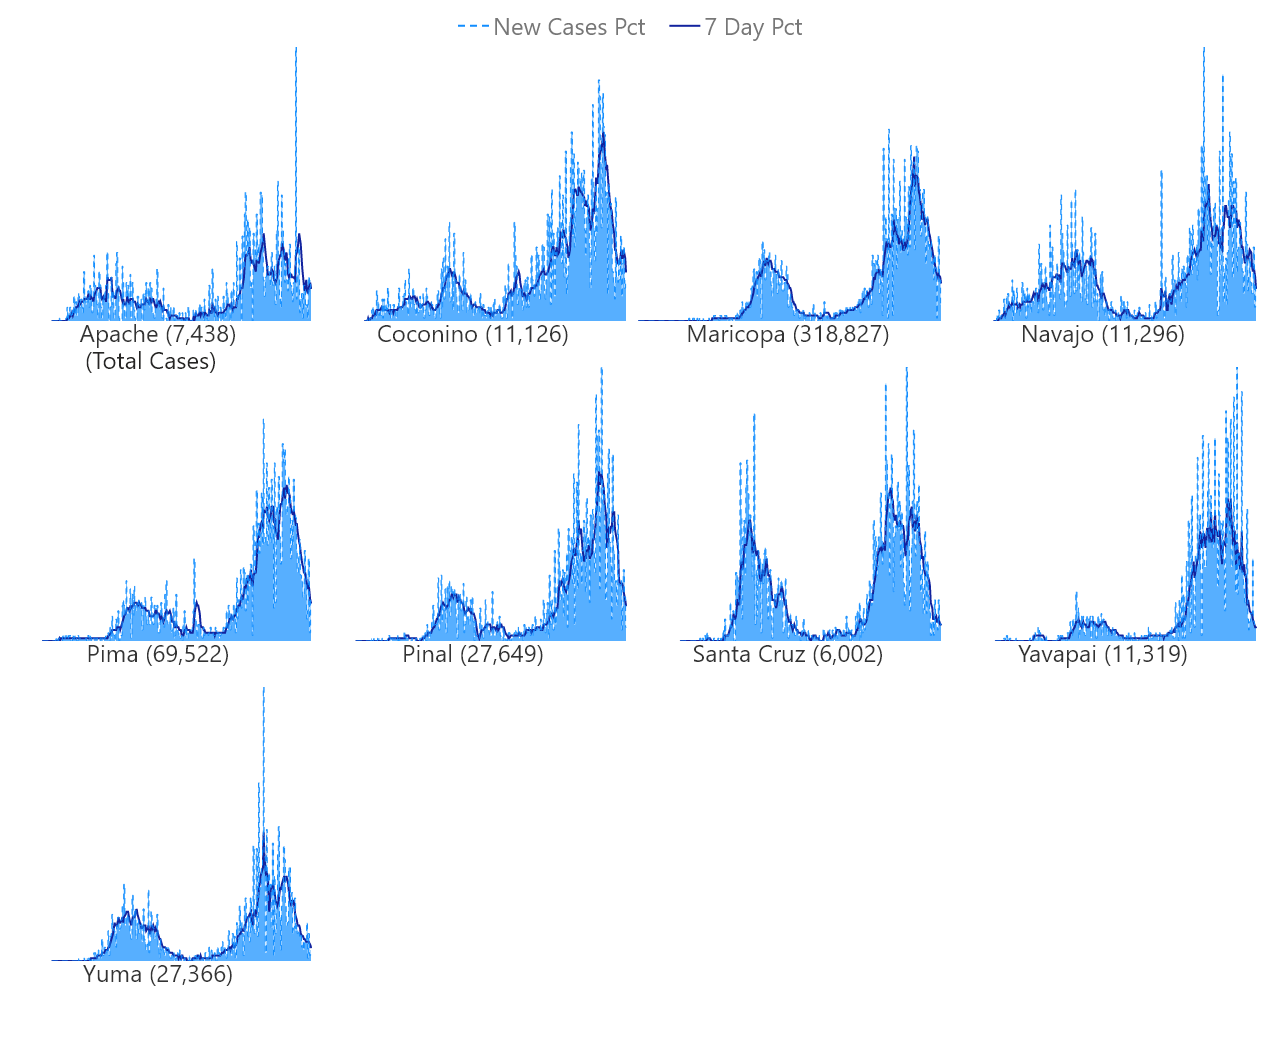 New Cases Pct 7 Day Pct
Apache (7,438) Coconino (11,126) Maricopa (318,827) Navajo (11,296)
(Total Cases)
Pima (69,522) Pinal (27,649) Santa Cruz (6,002) Yavapai (11,319)
Yuma (27,366)